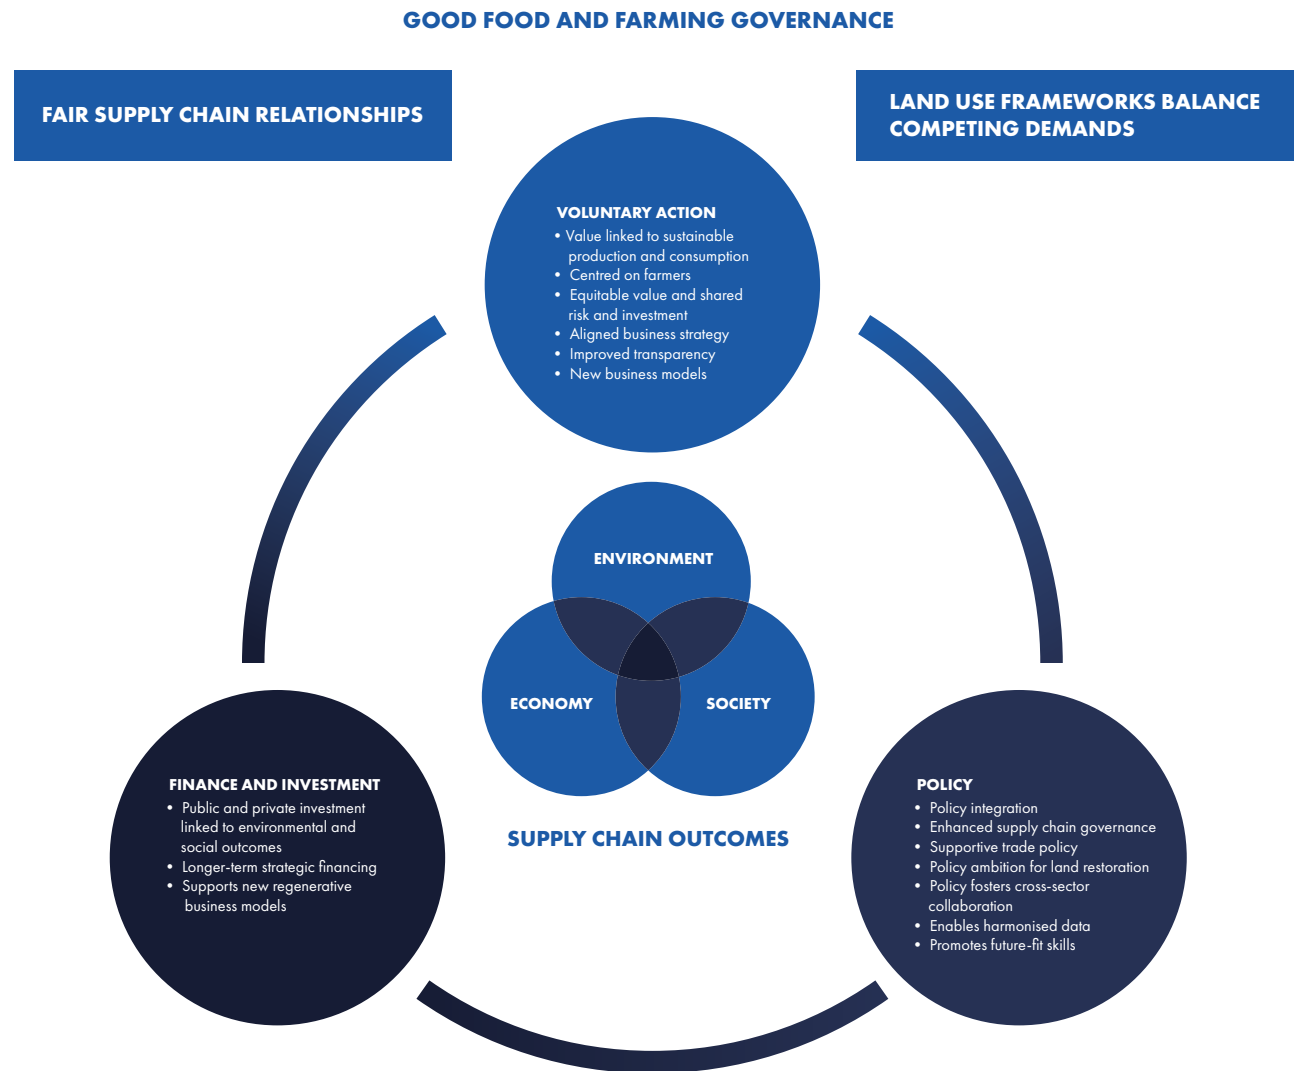 GOOD FOOD AND FARMING GOVERNANCE
FAIR SUPPLY CHAIN RELATIONSHIPS
LAND USE FRAMEWORKS BALANCE
COMPETING DEMANDS
VOLUNTARY ACTION
• Value linked to sustainable
production and consumption
• Centred on farmers
• Equitable value and shared
risk and investment
• Aligned business strategy
• Improved transparency
• New business models
ENVIRONMENT
ECONOMY
SOCIETY
SUPPLY CHAIN OUTCOMES
FINANCE AND INVESTMENT
• Public and private investment
linked to environmental and
social outcomes
• Longer-term strategic financing
• Supports new regenerative
business models
POLICY
• Policy integration
• Enhanced supply chain governance
• Supportive trade policy
• Policy ambition for land restoration
• Policy fosters cross-sector
collaboration
• Enables harmonised data
• Promotes future-fit skills